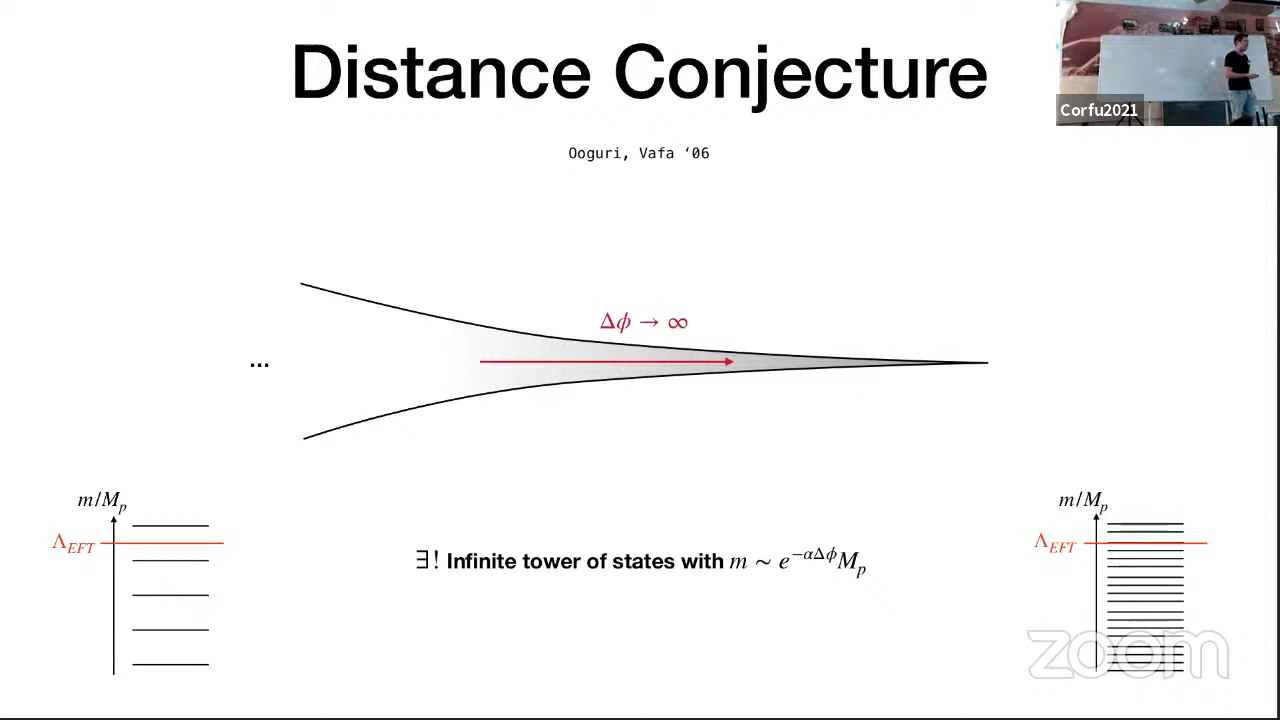 Distance Conjecture
Corfu2021
Ooguri, Vafa ‘06
Δϕ → ∞
...
m/M_p
Λ_EFT
∃! Infinite tower of states with m ∼ e^{−αΔϕ}M_p
m/M_p
Λ_EFT
zoom